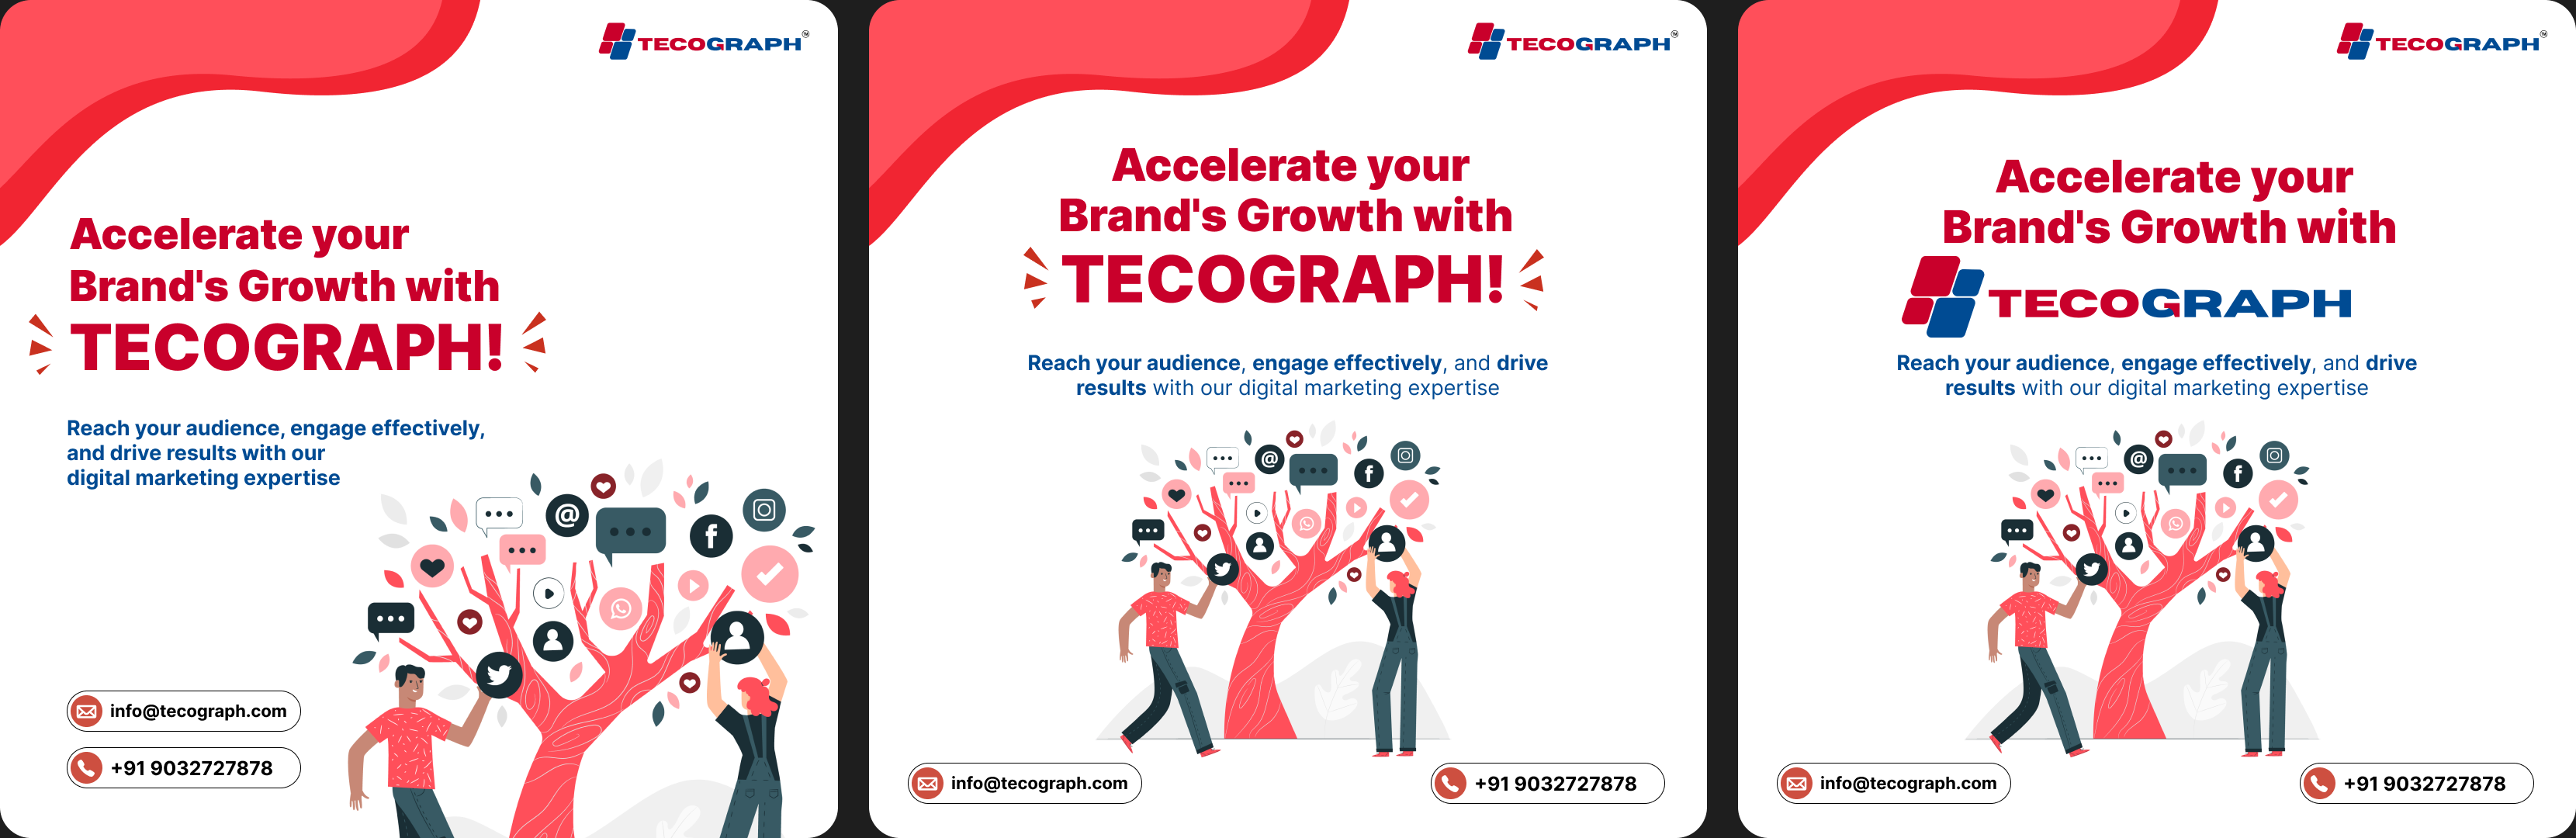 TECOGRAPH
Accelerate your
Brand's Growth with
TECOGRAPH!
Reach your audience, engage effectively,
and drive results with our
digital marketing expertise
@
f
info@tecograph.com
+91 9032727878
TECOGRAPH
Accelerate your
Brand's Growth with
TECOGRAPH!
Reach your audience, engage effectively, and drive
results with our digital marketing expertise
@
f
info@tecograph.com
+91 9032727878
TECOGRAPH
Accelerate your
Brand's Growth with
TECOGRAPH
Reach your audience, engage effectively, and drive
results with our digital marketing expertise
@
f
info@tecograph.com
+91 9032727878